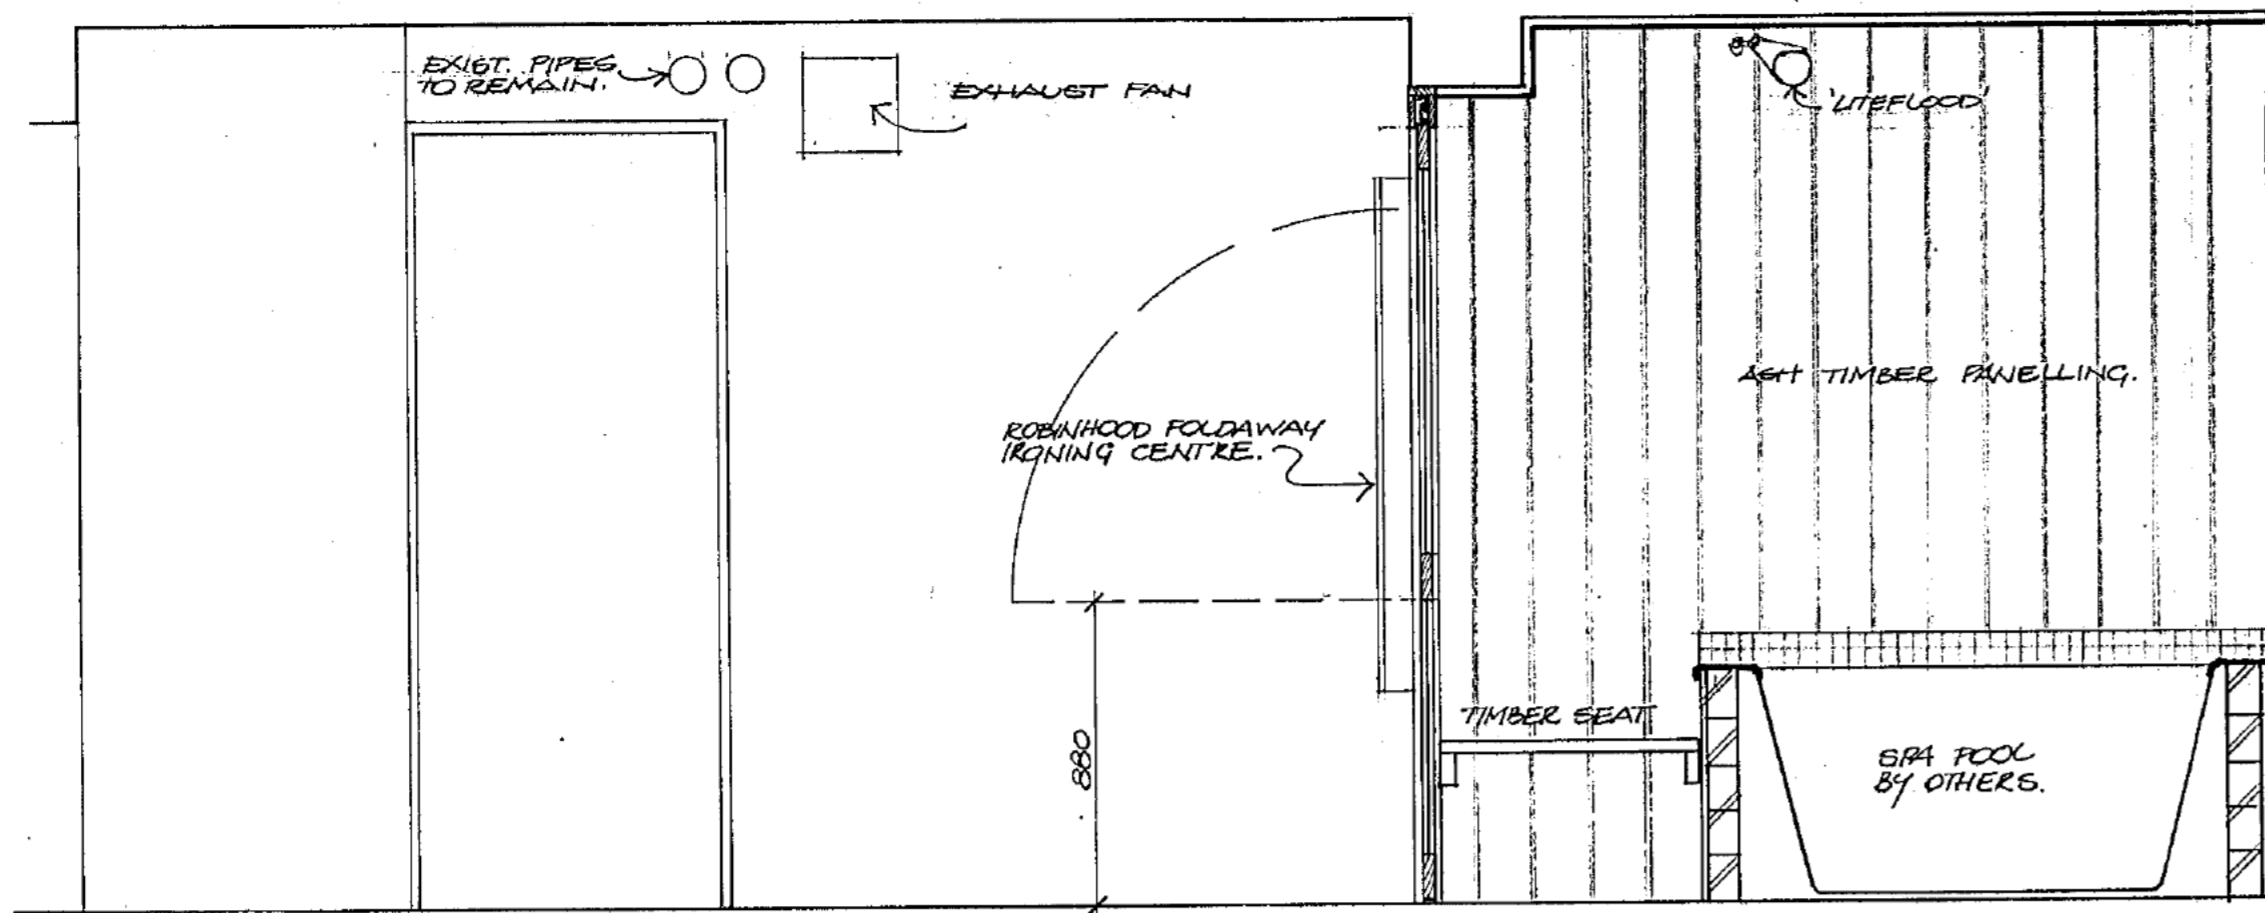 EXIST. PIPES
TO REMAIN.
EXHAUST FAN
'LITEFLOOD'
ASH TIMBER PANELLING.
ROBINHOOD FOLDAWAY
IRONING CENTRE.
TIMBER SEAT
880
SPA POOL
BY OTHERS.